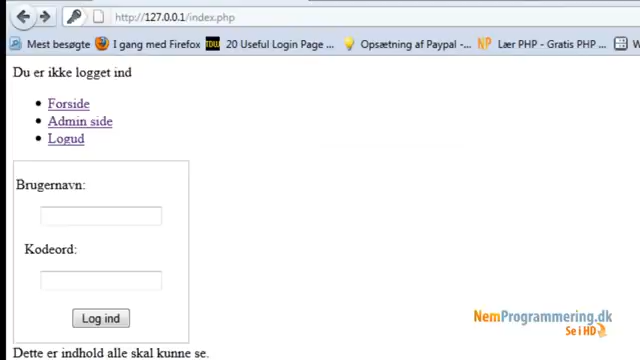 http://127.0.0.1/index.php
Mest besøgte I gang med Firefox 20 Useful Login Page ... Opsætning af Paypal -... Lær PHP - Gratis PHP ... W
Du er ikke logget ind
Forside
Admin side
Logud
Brugernavn:
Kodeord:
Log ind
NemProgrammering.dk
Se i HD
Dette er indhold alle skal kunne se.